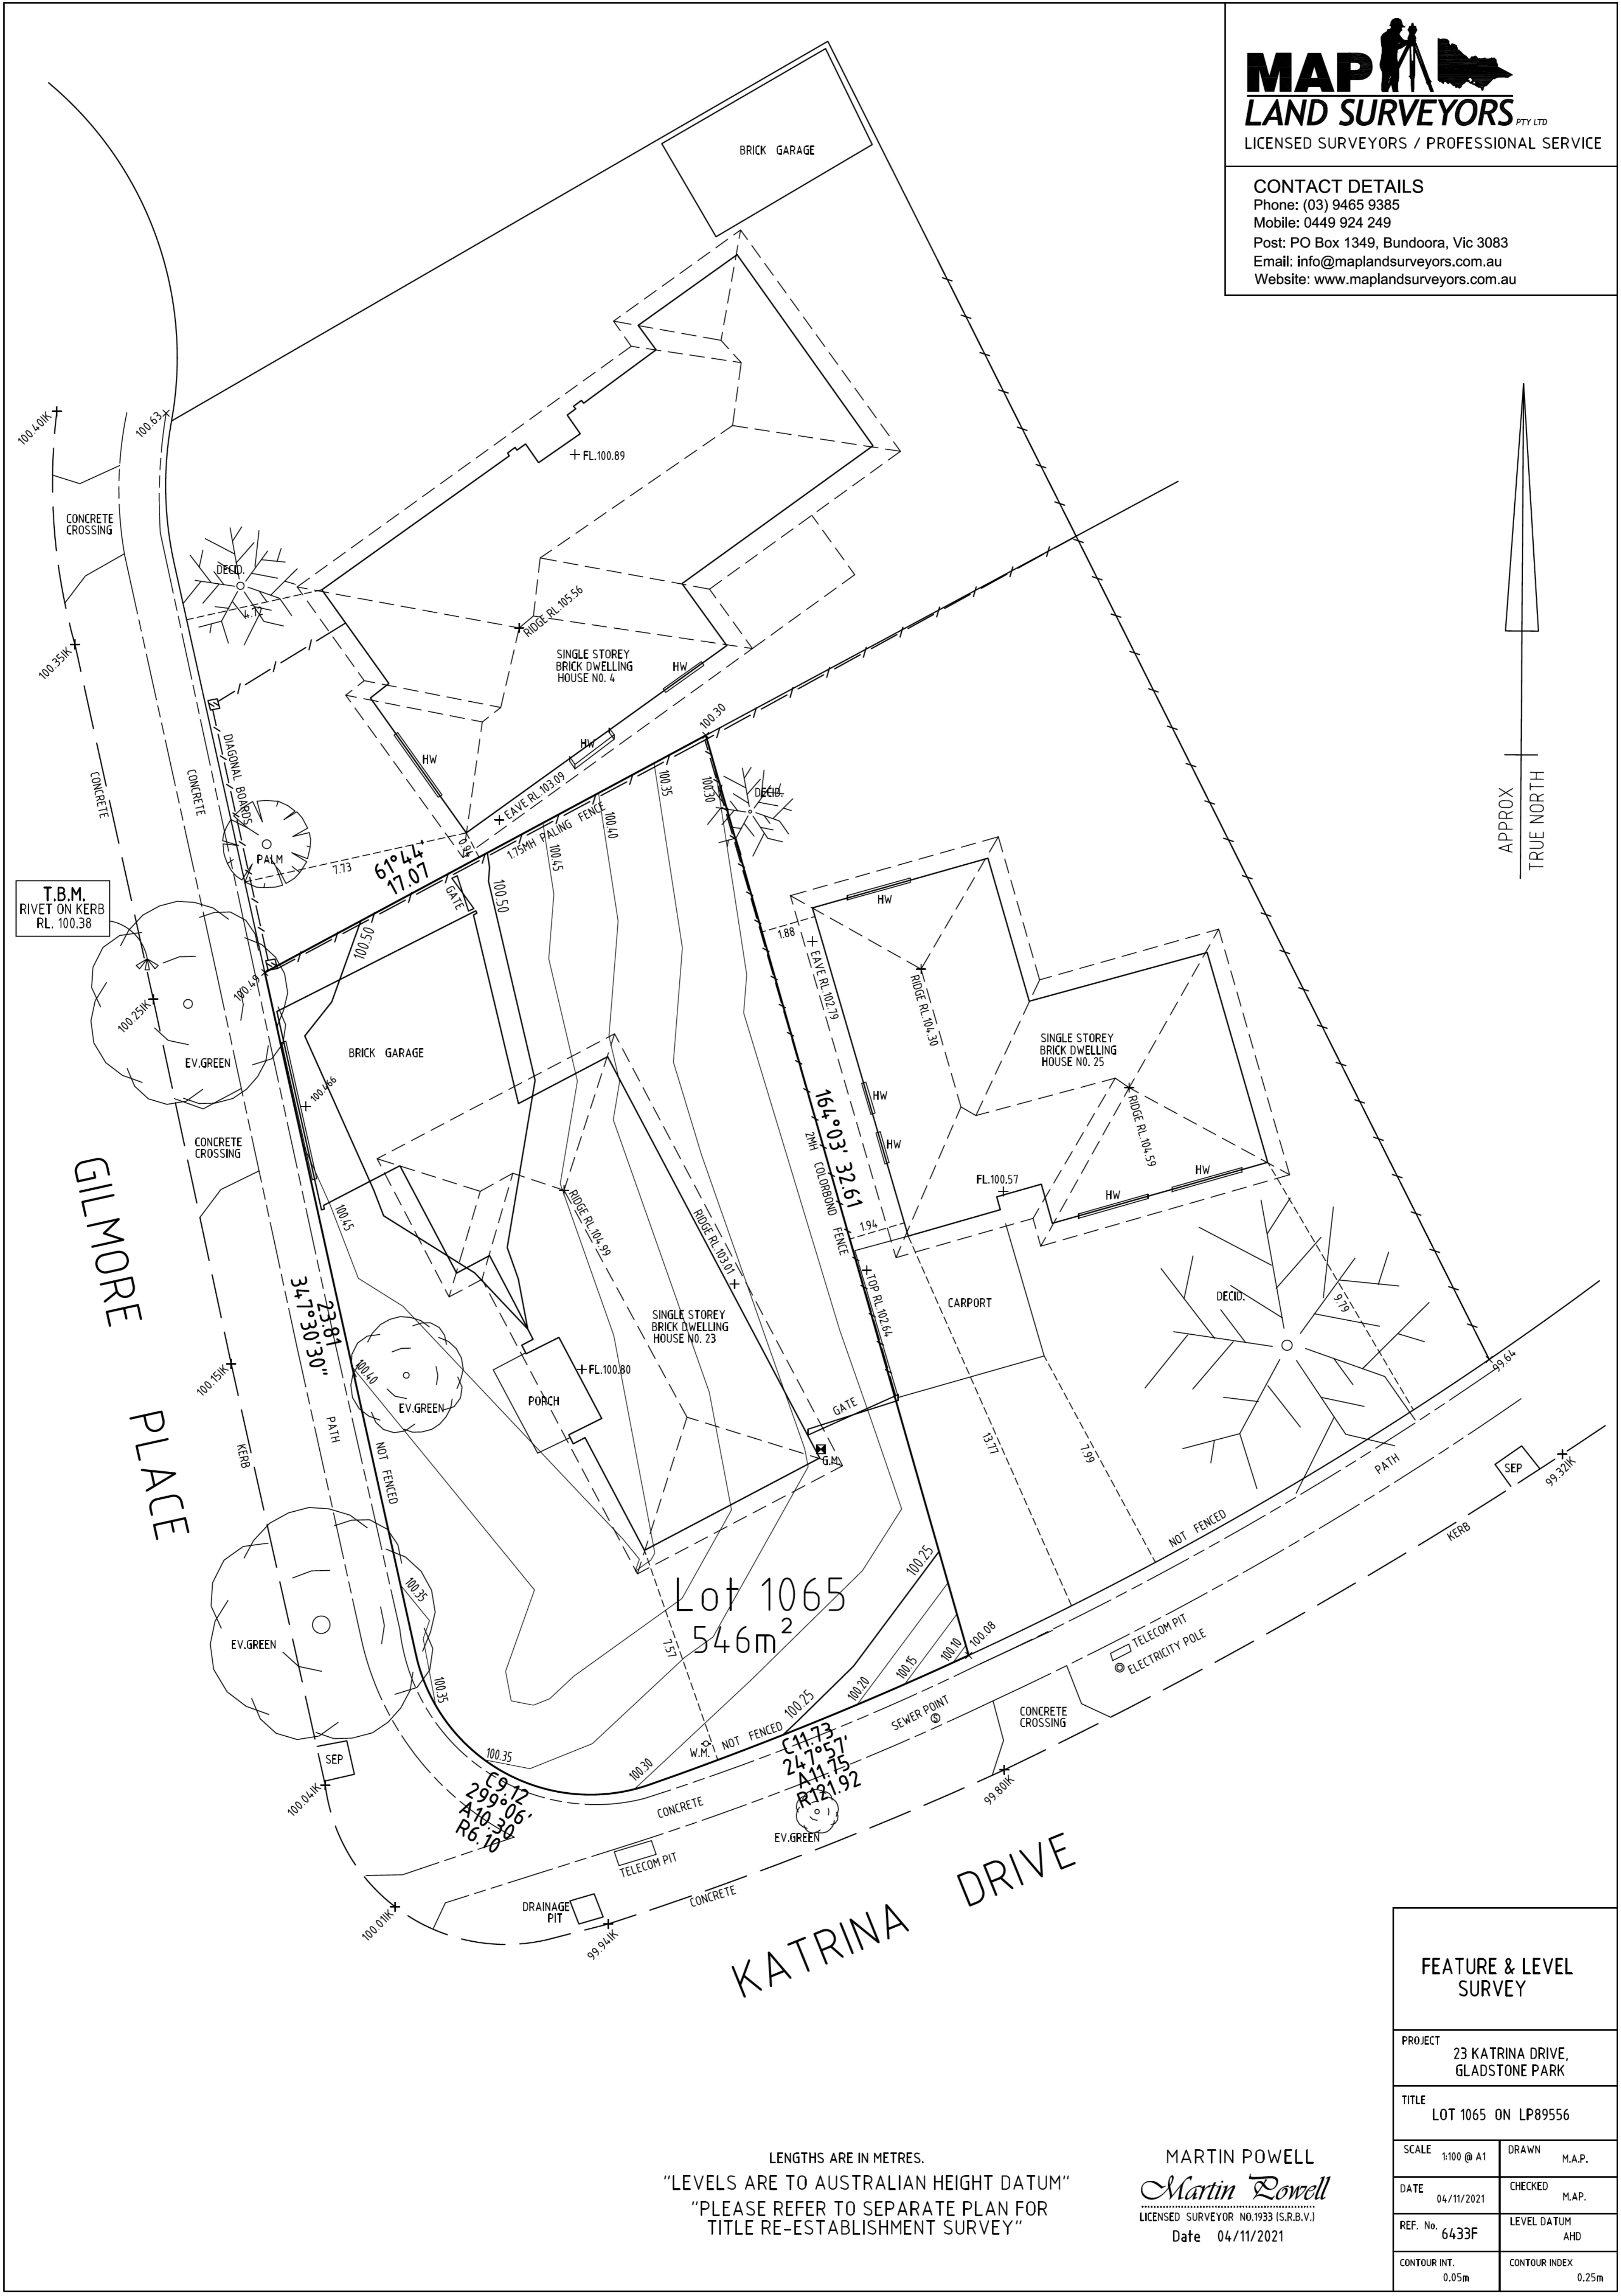 MAP
LAND SURVEYORS PTY LTD
LICENSED SURVEYORS / PROFESSIONAL SERVICE
CONTACT DETAILS
Phone: (03) 9465 9385
Mobile: 0449 924 249
Post: PO Box 1349, Bundoora, Vic 3083
Email: info@maplandsurveyors.com.au
Website: www.maplandsurveyors.com.au
BRICK GARAGE
100.40IK
100.63
FL.100.89
CONCRETE
CROSSING
DECID.
4.72
RIDGE RL.105.56
100.35IK
SINGLE STOREY
BRICK DWELLING
HOUSE NO. 4
HW
HW
HW
100.30
APPROX
TRUE NORTH
DIAGONAL BOARDS
CONCRETE
CONCRETE
EAVE RL.103.09
1.75MH PALING FENCE
100.35
100.30
DECID.
100.40
100.45
0.94
PALM
7.73
61°44'
17.07
GATE
100.50
100.50
T.B.M.
RIVET ON KERB
RL. 100.38
100.49
100.25IK
EV.GREEN
BRICK GARAGE
100.466
HW
1.88
EAVE RL.102.79
RIDGE RL.104.30
SINGLE STOREY
BRICK DWELLING
HOUSE NO. 25
HW
HW
RIDGE RL.104.59
164°03' 32.61
2MH COLORBOND FENCE
FL.100.57
HW
HW
1.94
CONCRETE
CROSSING
GILMORE PLACE
100.45
RIDGE RL.104.99
RIDGE RL.103.01
TOP RL.102.64
CARPORT
DECID.
9.79
23.81
347°30'30"
SINGLE STOREY
BRICK DWELLING
HOUSE NO. 23
FL.100.80
PORCH
100.40
EV.GREEN
100.15IK
PATH
KERB
NOT FENCED
GATE
G.M.
13.77
7.99
99.64
PATH
SEP
99.32IK
KERB
NOT FENCED
100.25
Lot 1065
546m²
7.57
100.35
EV.GREEN
100.35
100.10
100.08
100.15
100.20
100.25
TELECOM PIT
ELECTRICITY POLE
SEWER POINT
CONCRETE
CROSSING
NOT FENCED
W.M.
C11.73
247°57'
A11.75
R121.92
100.30
100.35
SEP
100.04IK
C9.12
299°06'
A10.30
R6.10
CONCRETE
EV.GREEN
99.80IK
TELECOM PIT
CONCRETE
DRAINAGE
PIT
100.01IK
99.94IK
KATRINA DRIVE
LENGTHS ARE IN METRES.
"LEVELS ARE TO AUSTRALIAN HEIGHT DATUM"
"PLEASE REFER TO SEPARATE PLAN FOR
TITLE RE-ESTABLISHMENT SURVEY"
MARTIN POWELL
Martin Powell
LICENSED SURVEYOR NO.1933 (S.R.B.V.)
Date 04/11/2021
FEATURE & LEVEL
SURVEY
PROJECT
23 KATRINA DRIVE,
GLADSTONE PARK
TITLE
LOT 1065 ON LP89556
SCALE 1:100 @ A1
DRAWN M.A.P.
DATE 04/11/2021
CHECKED M.AP.
REF. No. 6433F
LEVEL DATUM AHD
CONTOUR INT. 0.05m
CONTOUR INDEX 0.25m